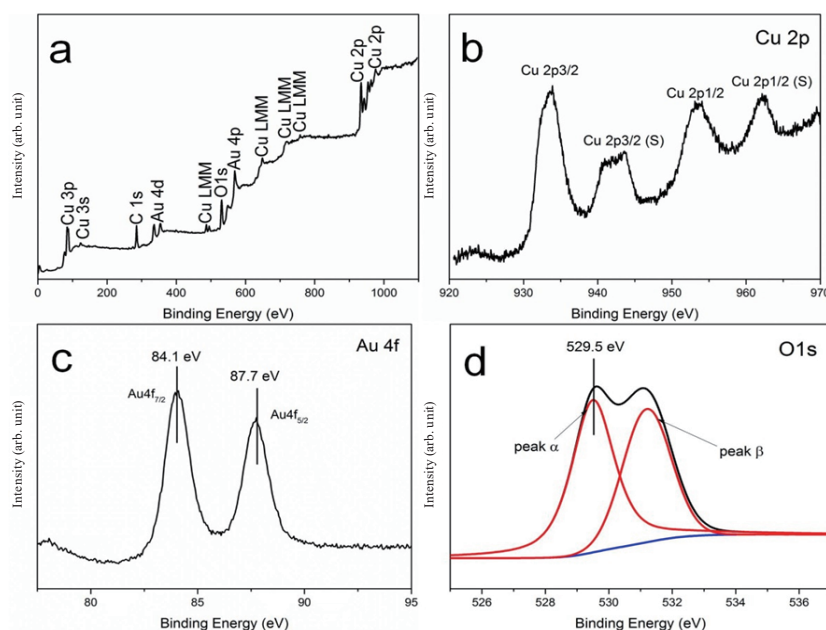 a
Intensity (arb. unit)
Cu 3p
Cu 3s
C 1s
Au 4d
Cu LMM
O1s
Au 4p
Cu LMM
Cu LMM
Cu LMM
Cu 2p
Cu 2p
0 200 400 600 800 1000
Binding Energy (eV)
b
Cu 2p
Intensity (arb. unit)
Cu 2p3/2
Cu 2p3/2 (S)
Cu 2p1/2
Cu 2p1/2 (S)
920 930 940 950 960 970
Binding Energy (eV)
c
Au 4f
Intensity (arb. unit)
84.1 eV
87.7 eV
Au4f7/2
Au4f5/2
80 85 90 95
Binding Energy (eV)
d
O1s
Intensity (arb. unit)
529.5 eV
peak α
peak β
526 528 530 532 534 536
Binding Energy (eV)